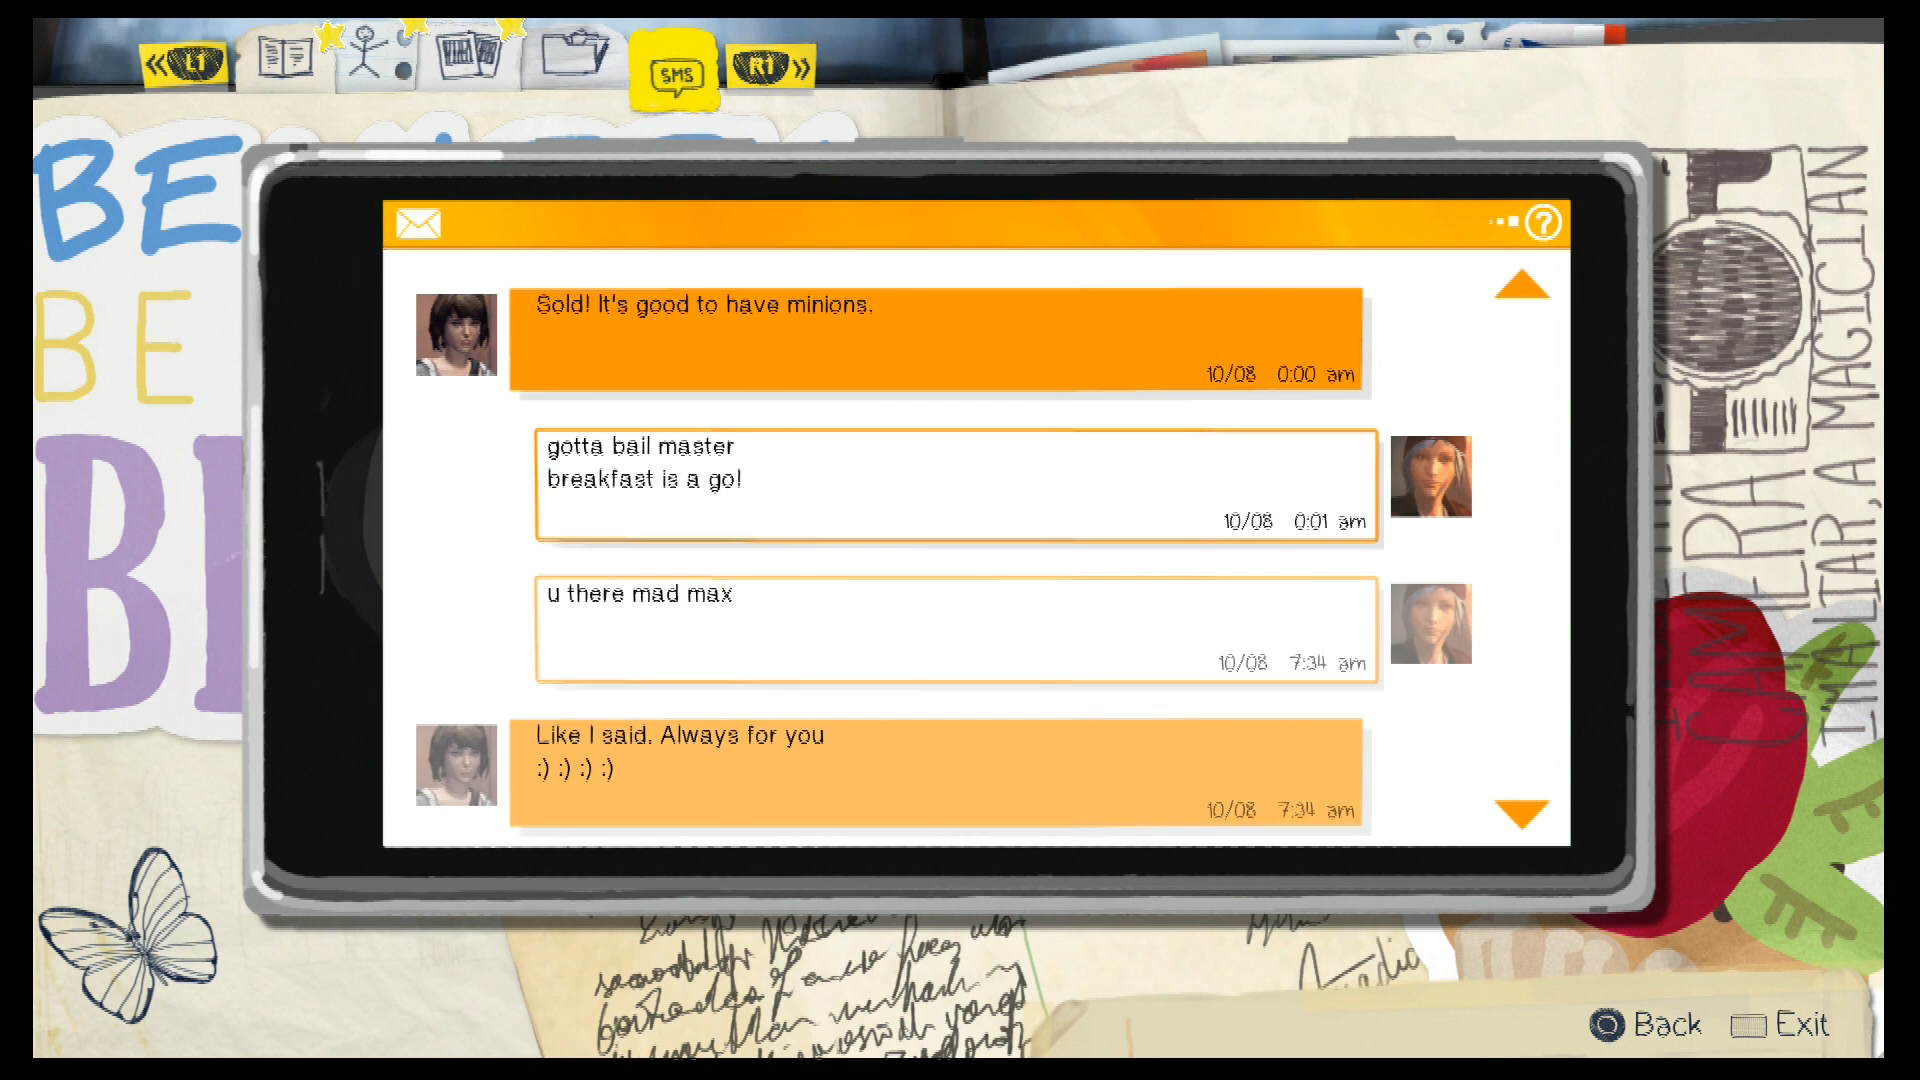 L1
SMS
R1
BE
BE
Sold! It's good to have minions.
10/08 0:00 am
gotta bail master
breakfast is a go!
10/08 0:01 am
u there mad max
10/08 7:34 am
Like I said. Always for you
:) :) :) :)
10/08 7:34 am
CAMERA
I'M A LIAR, A MAGICIAN
Back
Exit